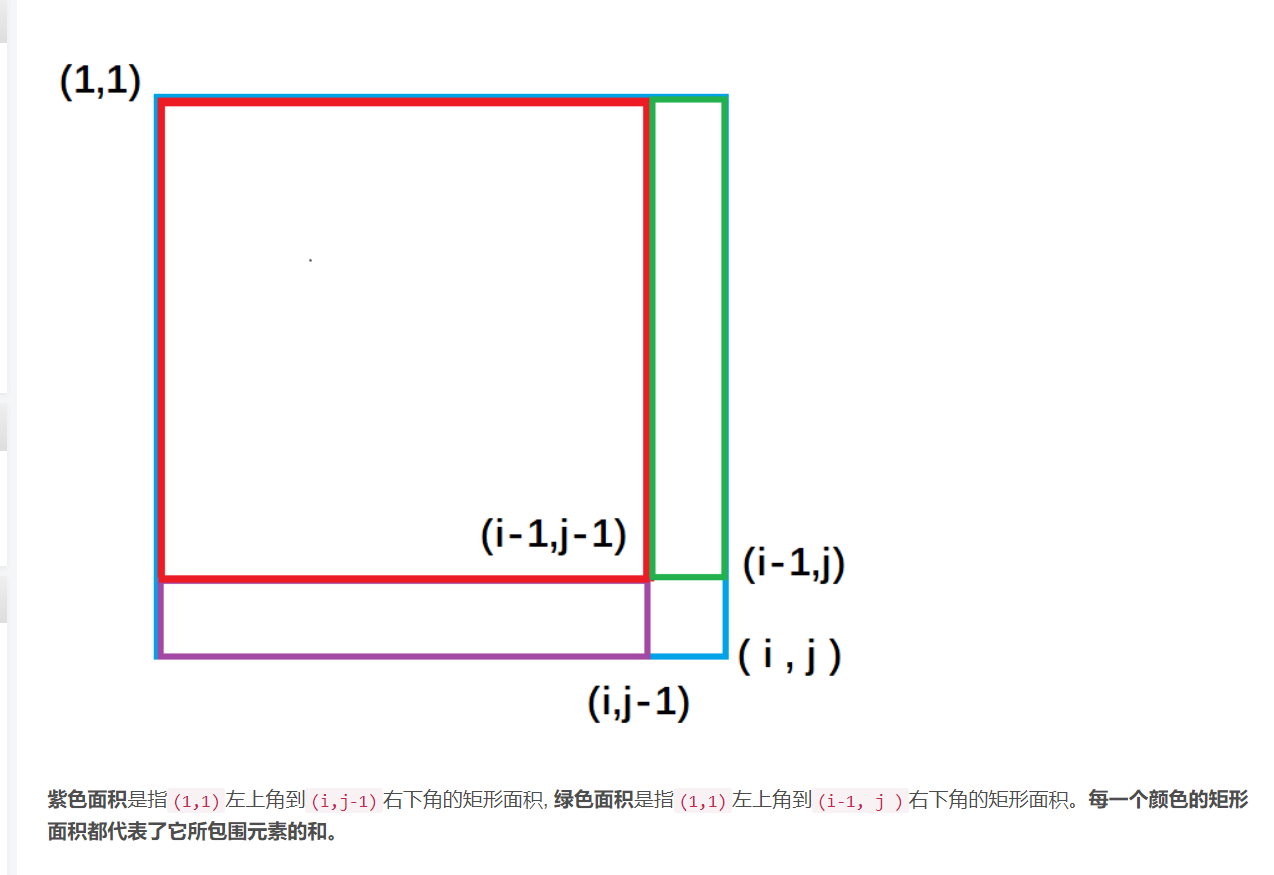 (1,1)
(i-1,j-1)
(i-1,j)
( i , j )
(i,j-1)
紫色面积是指 (1,1) 左上角到 (i,j-1) 右下角的矩形面积, 绿色面积是指 (1,1) 左上角到 (i-1, j ) 右下角的矩形面积。每一个颜色的矩形
面积都代表了它所包围元素的和。